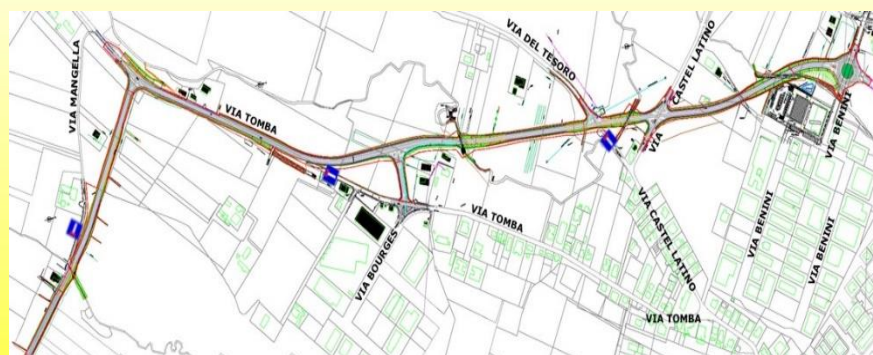 VIA MANGELLA
VIA TOMBA
VIA DEL TESORO
VIA CASTEL LATINO
VIA BENINI
VIA BOURGES
VIA TOMBA
VIA CASTEL LATINO
VIA BENINI
VIA BENINI
VIA TOMBA